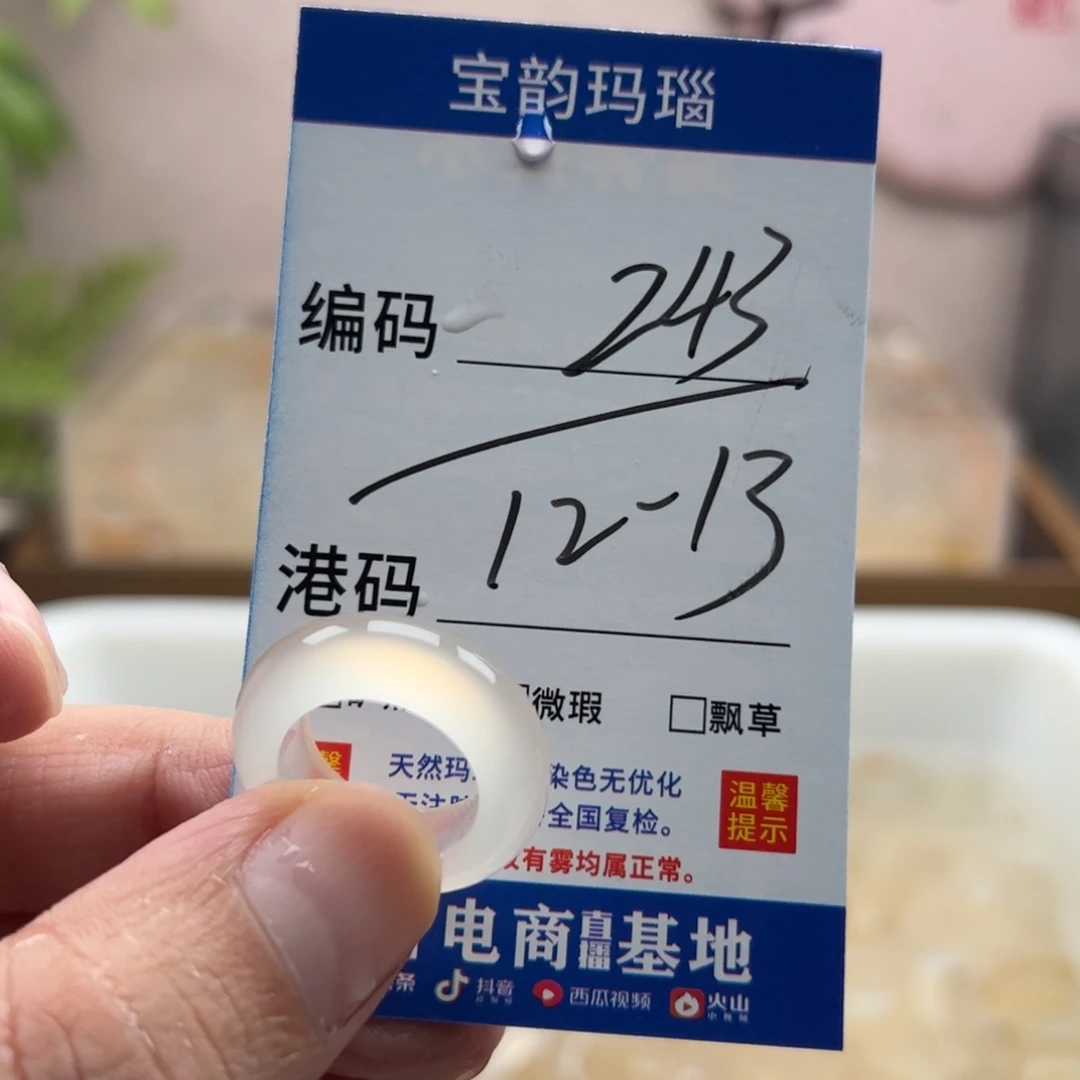 宝韵玛瑙
编码 243
港码 12-13
微瑕 □飘草
天然玛 染色无优化
全国复检。
有雾均属正常。
温馨
提示
电商直播基地
条 抖音 西瓜视频 火山